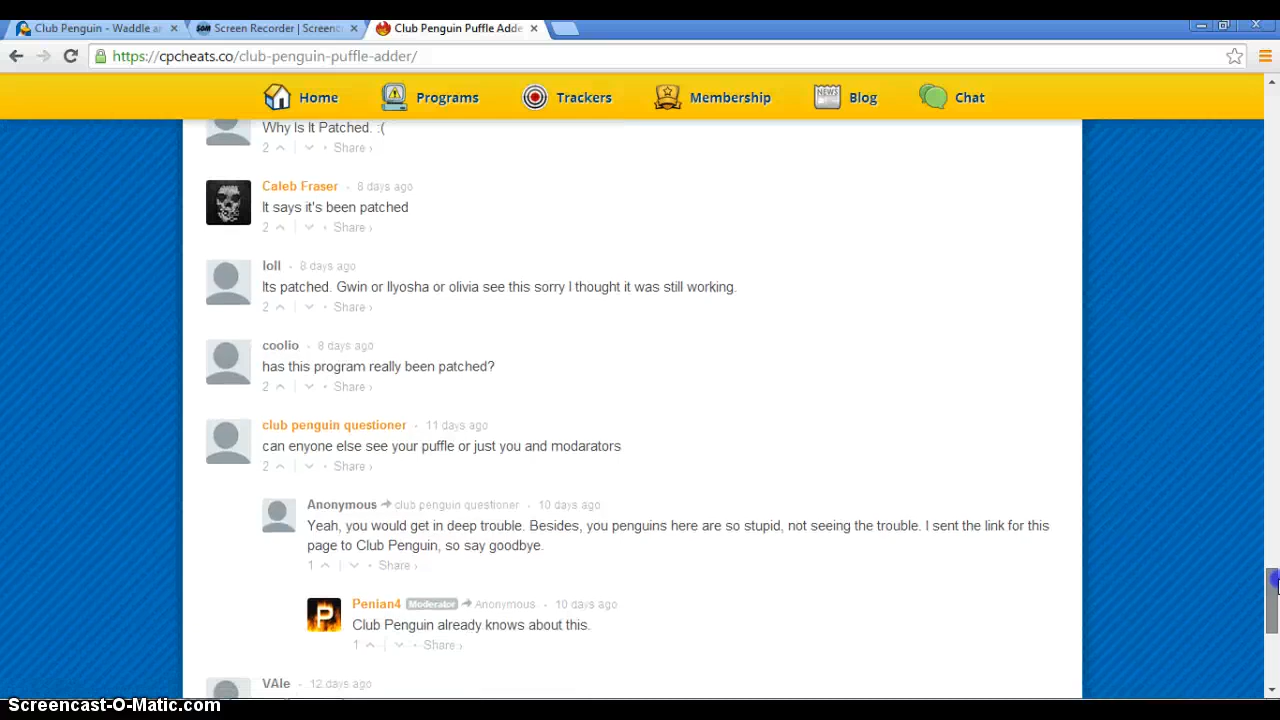 Club Penguin - Waddle ar
Screen Recorder | Screenc
Club Penguin Puffle Adde
https://cpcheats.co/club-penguin-puffle-adder/
Home
Programs
Trackers
Membership
NEWS
Blog
Chat
Why Is It Patched. :(
2 Share ›
Caleb Fraser • 8 days ago
It says it's been patched
2 Share ›
loll • 8 days ago
Its patched. Gwin or Ilyosha or olivia see this sorry I thought it was still working.
2 Share ›
coolio • 8 days ago
has this program really been patched?
2 Share ›
club penguin questioner • 11 days ago
can enyone else see your puffle or just you and modarators
2 Share ›
Anonymous club penguin questioner • 10 days ago
Yeah, you would get in deep trouble. Besides, you penguins here are so stupid, not seeing the trouble. I sent the link for this
page to Club Penguin, so say goodbye.
1 Share ›
P
Penian4 Moderator Anonymous • 10 days ago
Club Penguin already knows about this.
1 Share ›
VAle • 12 days ago
Screencast-O-Matic.com